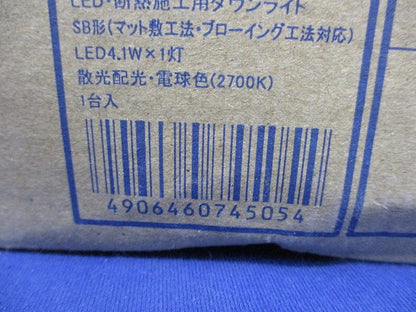 LED・断熱施工用ダウンライト
SB形(マット敷工法・ブローイング工法対応)
LED4.1W×1灯
散光配光・電球色(2700K)
1台入
4906460745054